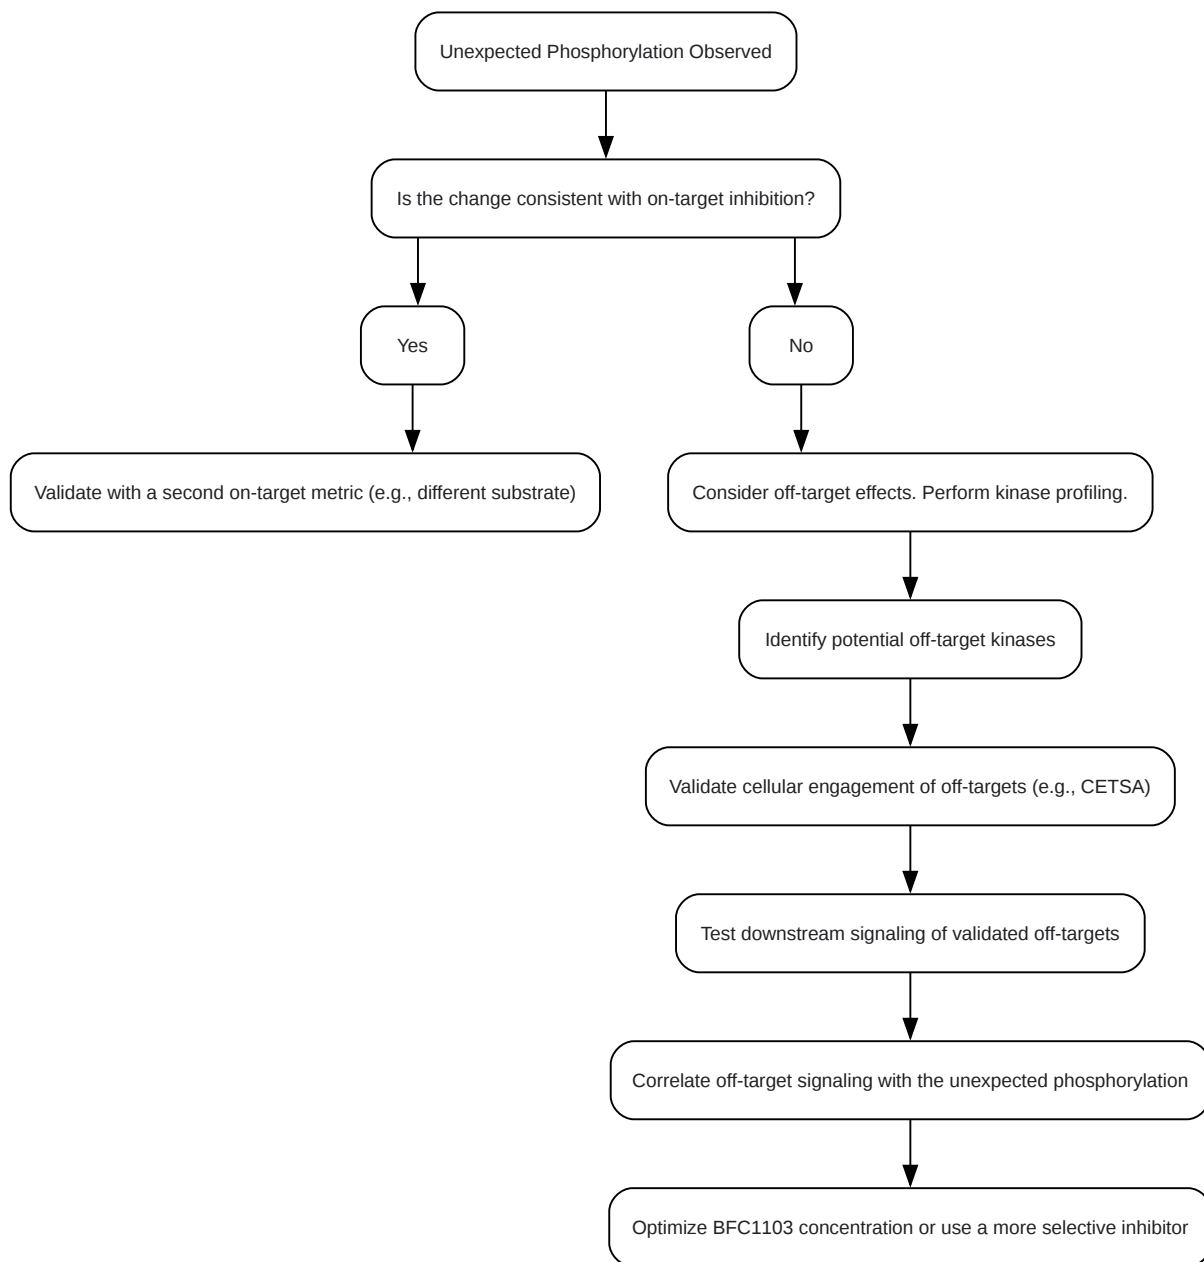 Unexpected Phosphorylation Observed
Is the change consistent with on-target inhibition?
Yes
No
Validate with a second on-target metric (e.g., different substrate)
Consider off-target effects. Perform kinase profiling.
Identify potential off-target kinases
Validate cellular engagement of off-targets (e.g., CETSA)
Test downstream signaling of validated off-targets
Correlate off-target signaling with the unexpected phosphorylation
Optimize BFC1103 concentration or use a more selective inhibitor